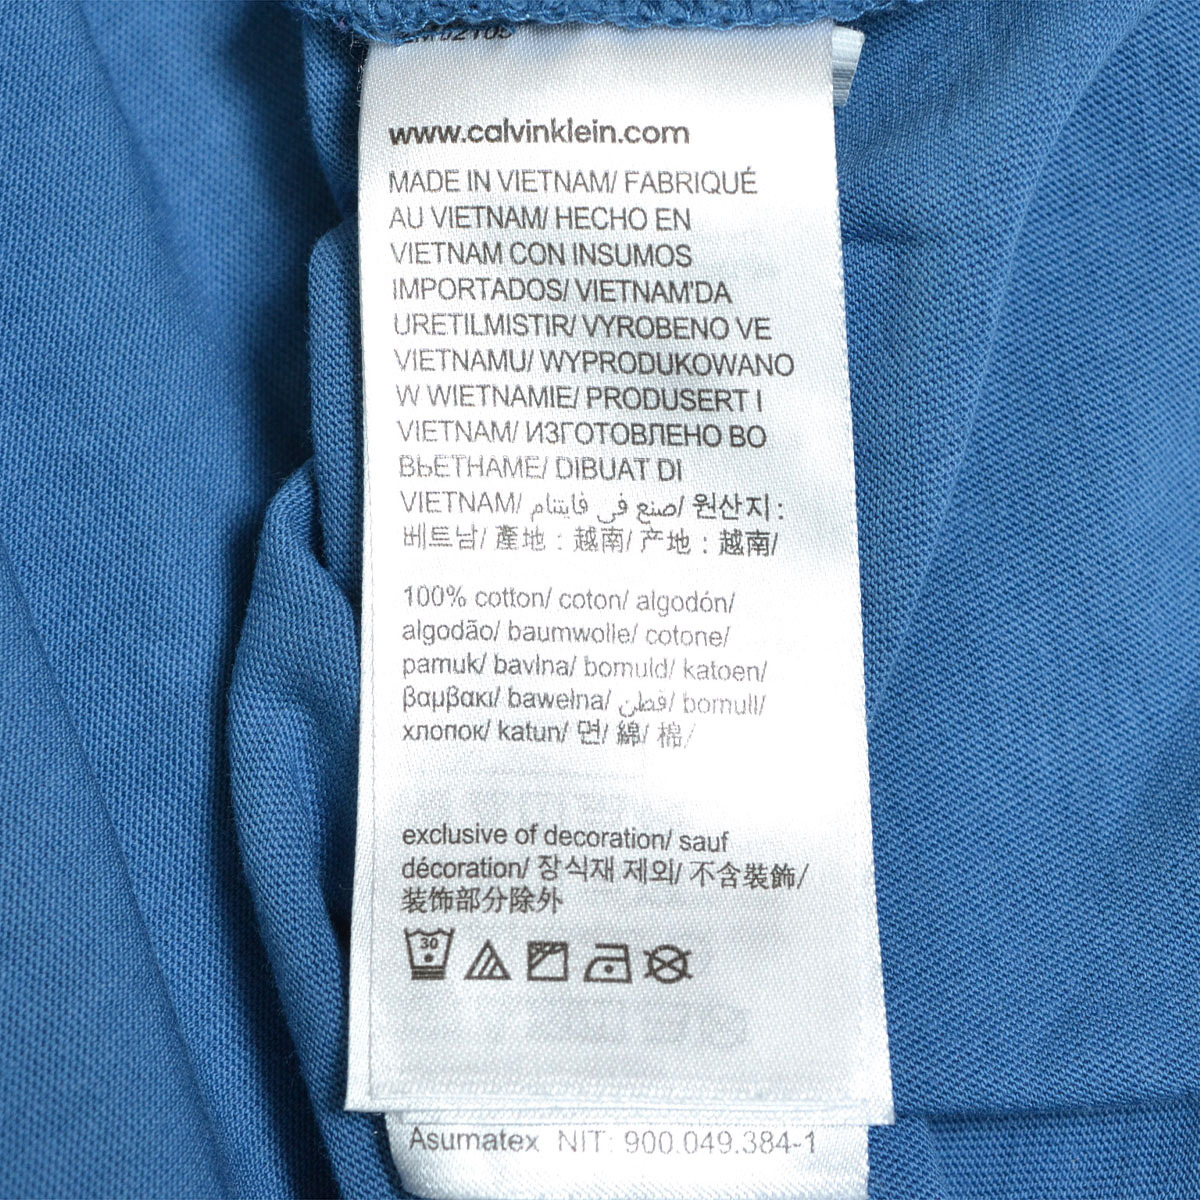 www.calvinklein.com
MADE IN VIETNAM/ FABRIQUÉ
AU VIETNAM/ HECHO EN
VIETNAM CON INSUMOS
IMPORTADOS/ VIETNAM'DA
URETILMISTIR/ VYROBENO VE
VIETNAMU/ WYPRODUKOWANO
W WIETNAMIE/ PRODUSERT I
VIETNAM/ ИЗГОТОВЛЕНО ВО
ВЬЕТНАМЕ/ DIBUAT DI
VIETNAM/ صنع في فايتنام/ 원산지 :
베트남/ 產地 : 越南/ 产地 : 越南/
100% cotton/ coton/ algodón/
algodão/ baumwolle/ cotone/
pamuk/ bavlna/ bomuld/ katoen/
βαμβακι/ bawełna/ قطن/ bomull/
хлопок/ katun/ 면/ 綿/ 棉/
exclusive of decoration/ sauf
décoration/ 장식재 제외/ 不含裝飾/
装饰部分除外
30
Asumatex NIT: 900.049.384-1